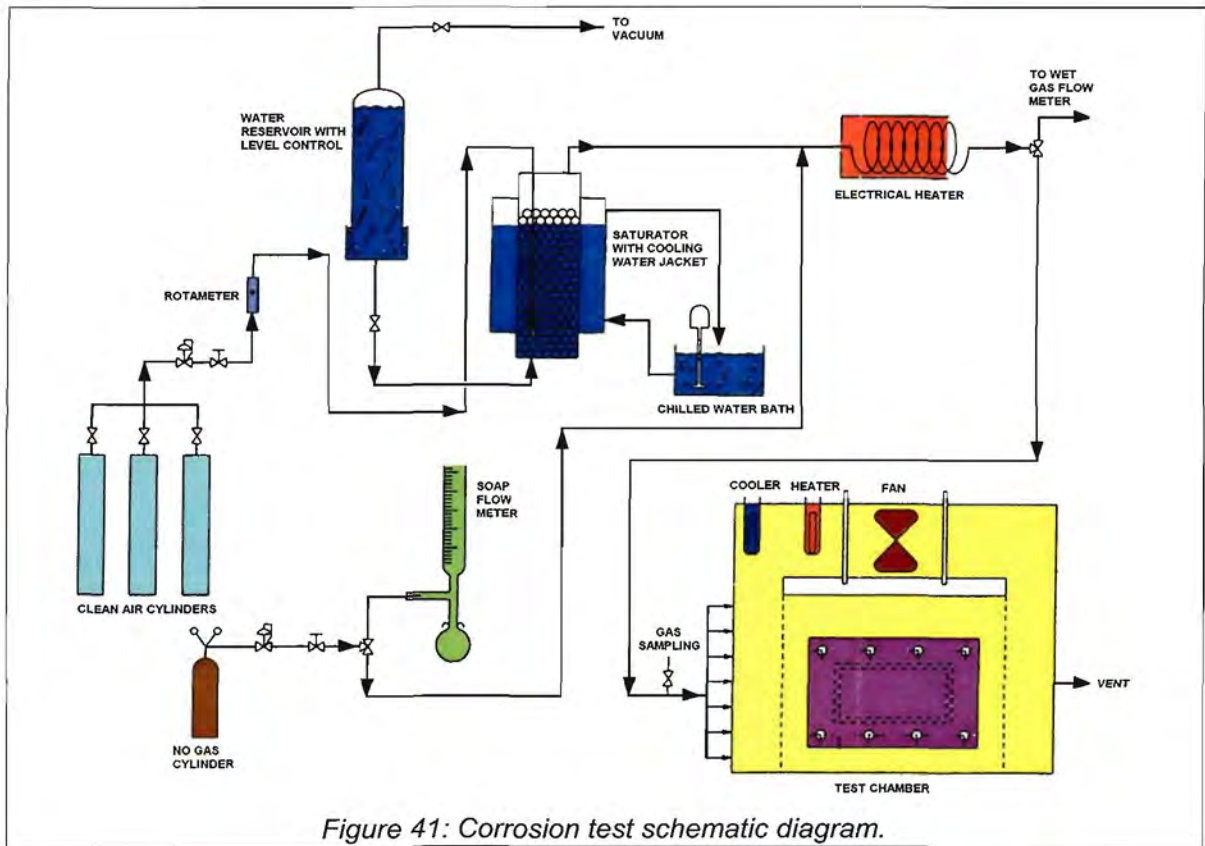 TO
VACUUM
WATER
RESERVOIR WITH
LEVEL CONTROL
TO WET
GAS FLOW
METER
ELECTRICAL HEATER
SATURATOR
WITH COOLING
WATER JACKET
ROTAMETER
CHILLED WATER BATH
SOAP
FLOW
METER
COOLER
HEATER
FAN
CLEAN AIR CYLINDERS
GAS
SAMPLING
VENT
NO GAS
CYLINDER
TEST CHAMBER
Figure 41: Corrosion test schematic diagram.